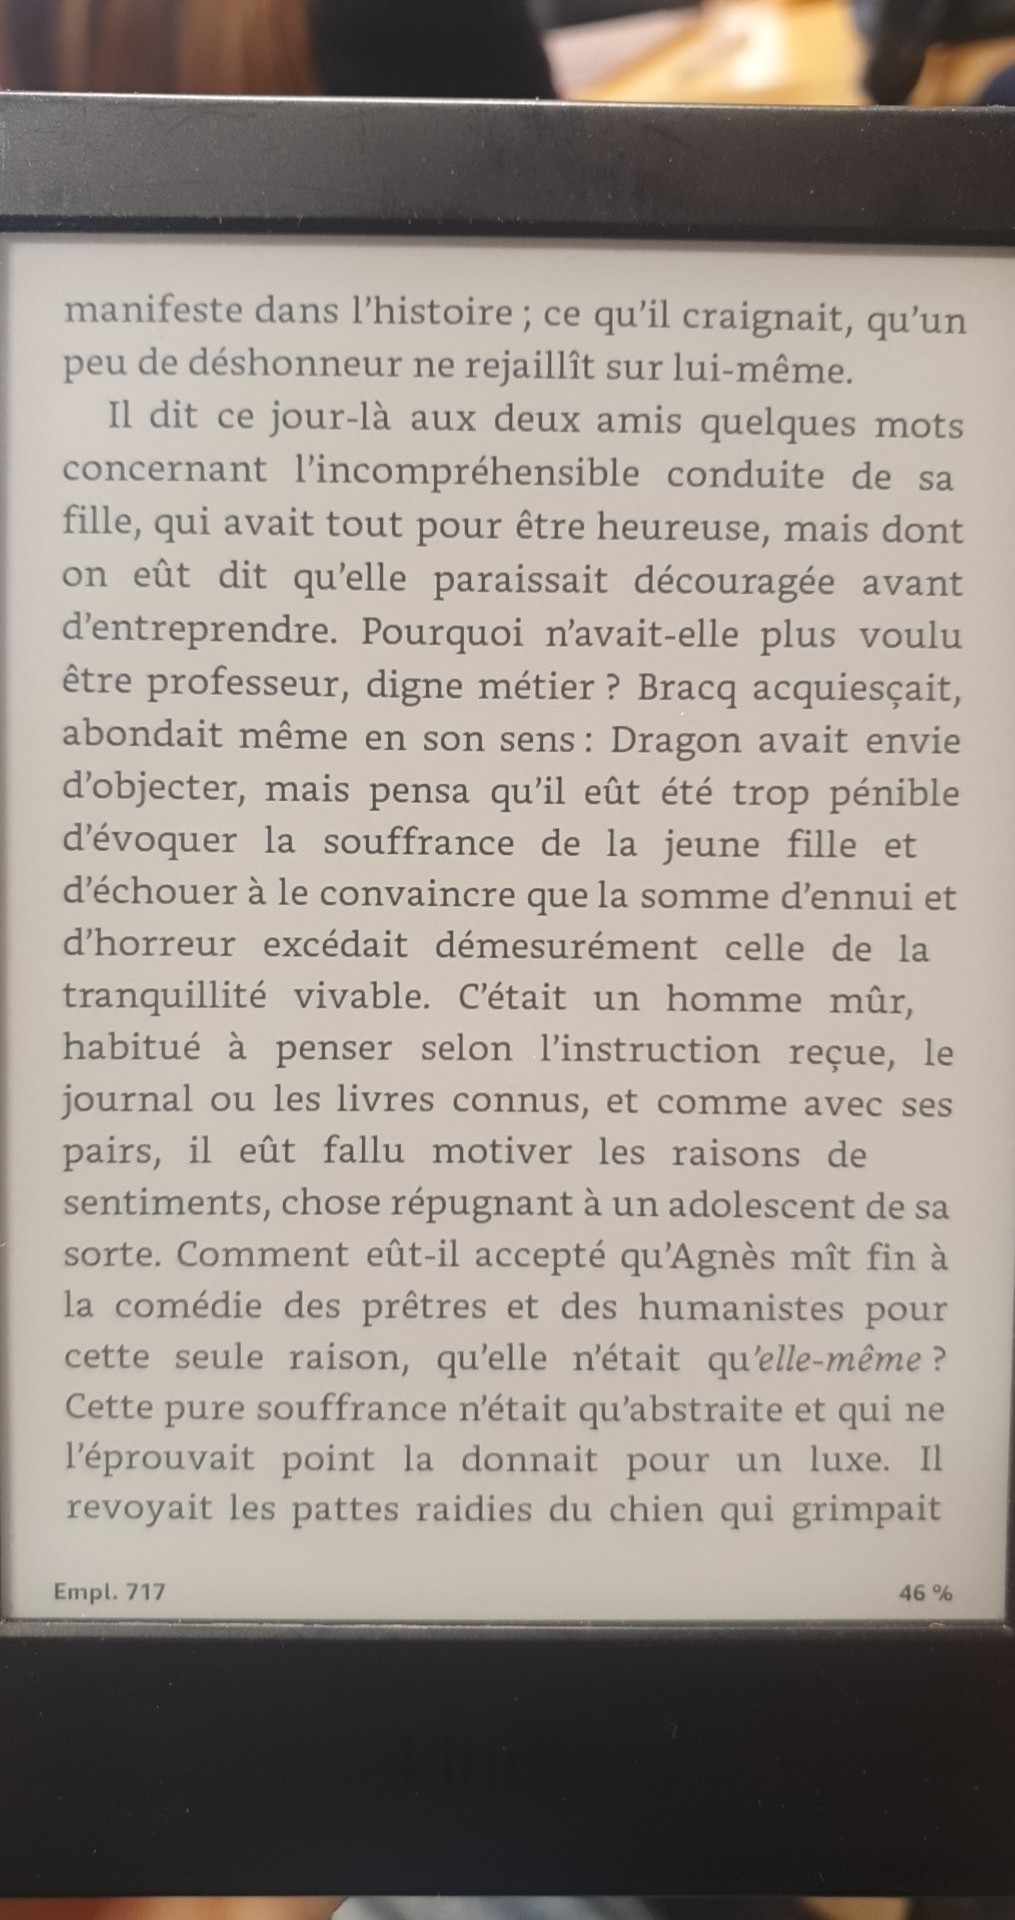 manifeste dans l'histoire ; ce qu'il craignait, qu'un
peu de déshonneur ne rejaillît sur lui-même.
Il dit ce jour-là aux deux amis quelques mots
concernant l'incompréhensible conduite de sa
fille, qui avait tout pour être heureuse, mais dont
on eût dit qu'elle paraissait découragée avant
d'entreprendre. Pourquoi n'avait-elle plus voulu
être professeur, digne métier ? Bracq acquiesçait,
abondait même en son sens : Dragon avait envie
d'objecter, mais pensa qu'il eût été trop pénible
d'évoquer la souffrance de la jeune fille et
d'échouer à le convaincre que la somme d'ennui et
d'horreur excédait démesurément celle de la
tranquillité vivable. C'était un homme mûr,
habitué à penser selon l'instruction reçue, le
journal ou les livres connus, et comme avec ses
pairs, il eût fallu motiver les raisons de
sentiments, chose répugnant à un adolescent de sa
sorte. Comment eût-il accepté qu'Agnès mît fin à
la comédie des prêtres et des humanistes pour
cette seule raison, qu'elle n'était qu'elle-même ?
Cette pure souffrance n'était qu'abstraite et qui ne
l'éprouvait point la donnait pour un luxe. Il
revoyait les pattes raidies du chien qui grimpait
Empl. 717
46 %